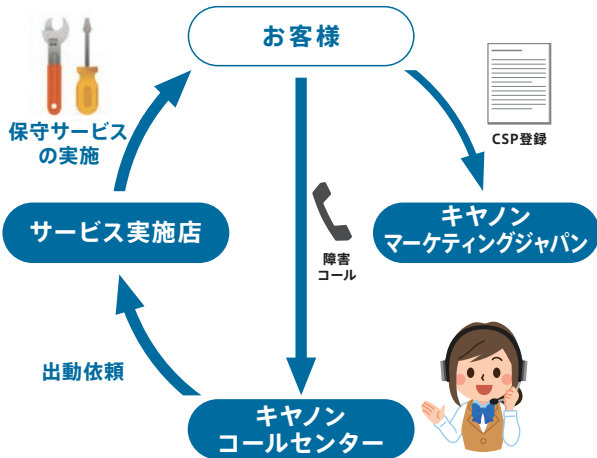 お客様
保守サービス
の実施
CSP登録
サービス実施店
キヤノン
マーケティングジャパン
障害
コール
出動依頼
キヤノン
コールセンター